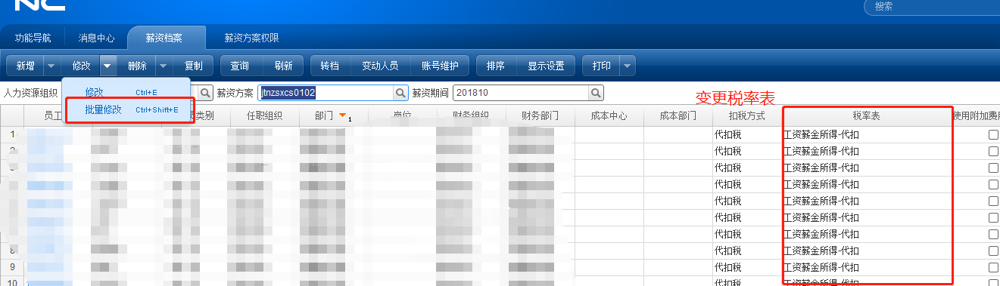 NC
搜索
功能导航 消息中心 薪资档案 薪资方案权限
新增 修改 删除 复制 查询 刷新 转档 变动人员 账号维护 排序 显示设置 打印
人力资源组织 薪资方案 jtnzsxcs0102 薪资期间 201810
修改 Ctrl+E
批量修改 Ctrl+Shift+E
变更税率表
员工 类别 任职组织 部门 1 岗位 财务组织 财务部门 成本中心 成本部门 扣税方式 税率表 使用附加费用
1 代扣税 工资薪金所得-代扣
2 代扣税 工资薪金所得-代扣
代扣税 工资薪金所得-代扣
代扣税 工资薪金所得-代扣
代扣税 工资薪金所得-代扣
代扣税 工资薪金所得-代扣
代扣税 工资薪金所得-代扣
8 代扣税 工资薪金所得-代扣
9 代扣税 工资薪金所得-代扣
10 代扣税 工资薪金所得-代扣